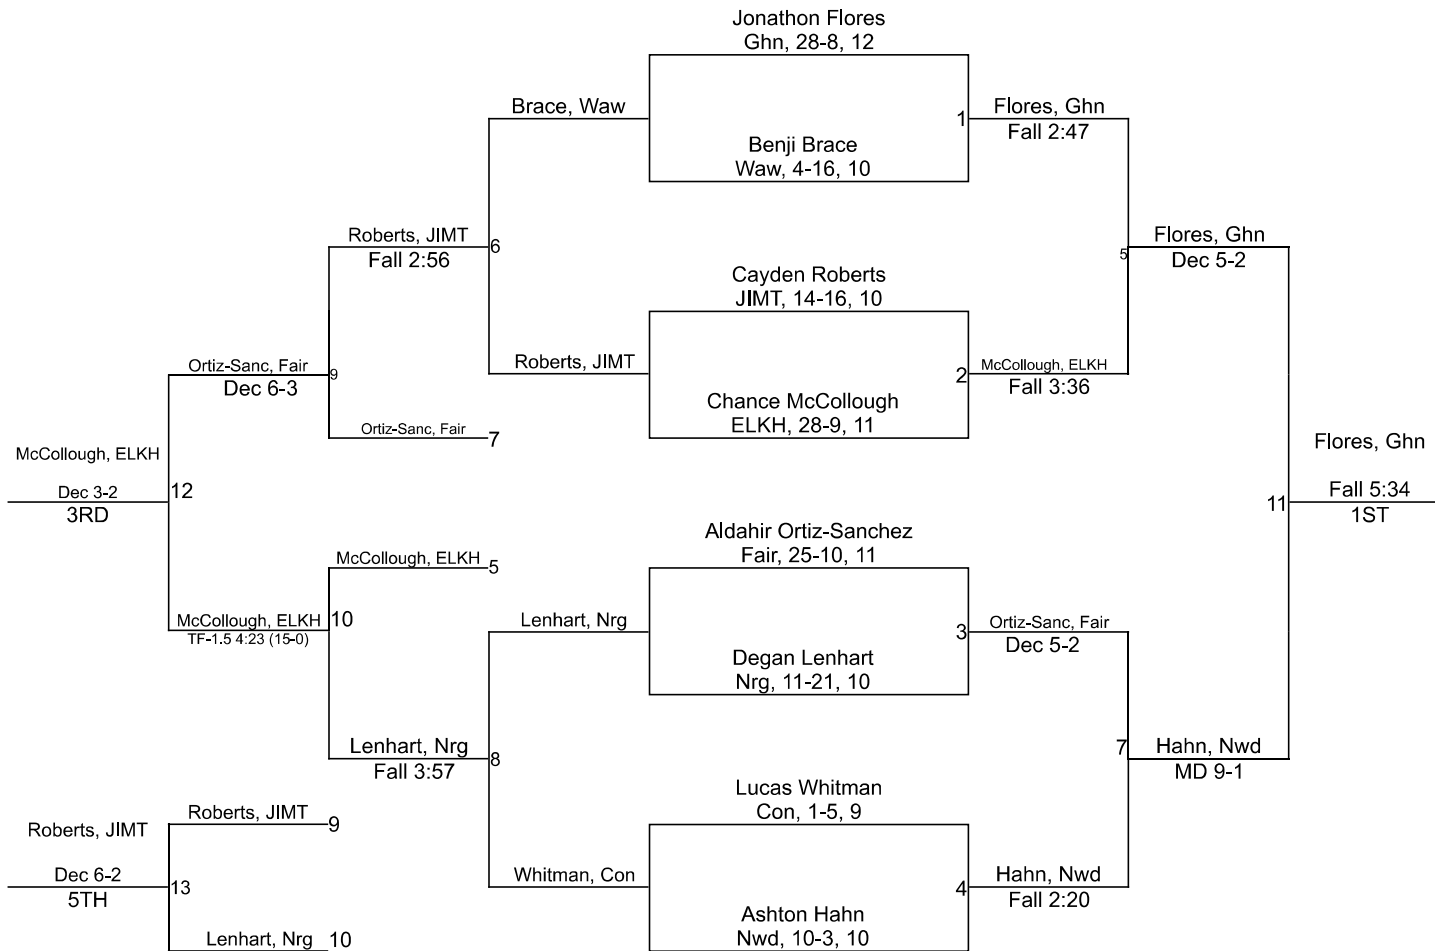 Jonathon Flores
Ghn, 28-8, 12
Brace, Waw
1
Flores, Ghn
Fall 2:47
Benji Brace
Waw, 4-16, 10
Roberts, JIMT
Fall 2:56
6
Flores, Ghn
Dec 5-2
5
Cayden Roberts
JIMT, 14-16, 10
Ortiz-Sanc, Fair
Dec 6-3
9
Roberts, JIMT
2
McCollough, ELKH
Fall 3:36
Chance McCollough
ELKH, 28-9, 11
Ortiz-Sanc, Fair
7
McCollough, ELKH
Dec 3-2
3RD
12
Flores, Ghn
Fall 5:34
1ST
11
Aldahir Ortiz-Sanchez
Fair, 25-10, 11
McCollough, ELKH
5
McCollough, ELKH
TF-1.5 4:23 (15-0)
10
Lenhart, Nrg
3
Ortiz-Sanc, Fair
Dec 5-2
Degan Lenhart
Nrg, 11-21, 10
Lenhart, Nrg
Fall 3:57
8
7
Hahn, Nwd
MD 9-1
Lucas Whitman
Con, 1-5, 9
Roberts, JIMT
9
Roberts, JIMT
Dec 6-2
5TH
13
Whitman, Con
4
Hahn, Nwd
Fall 2:20
Ashton Hahn
Nwd, 10-3, 10
Lenhart, Nrg
10